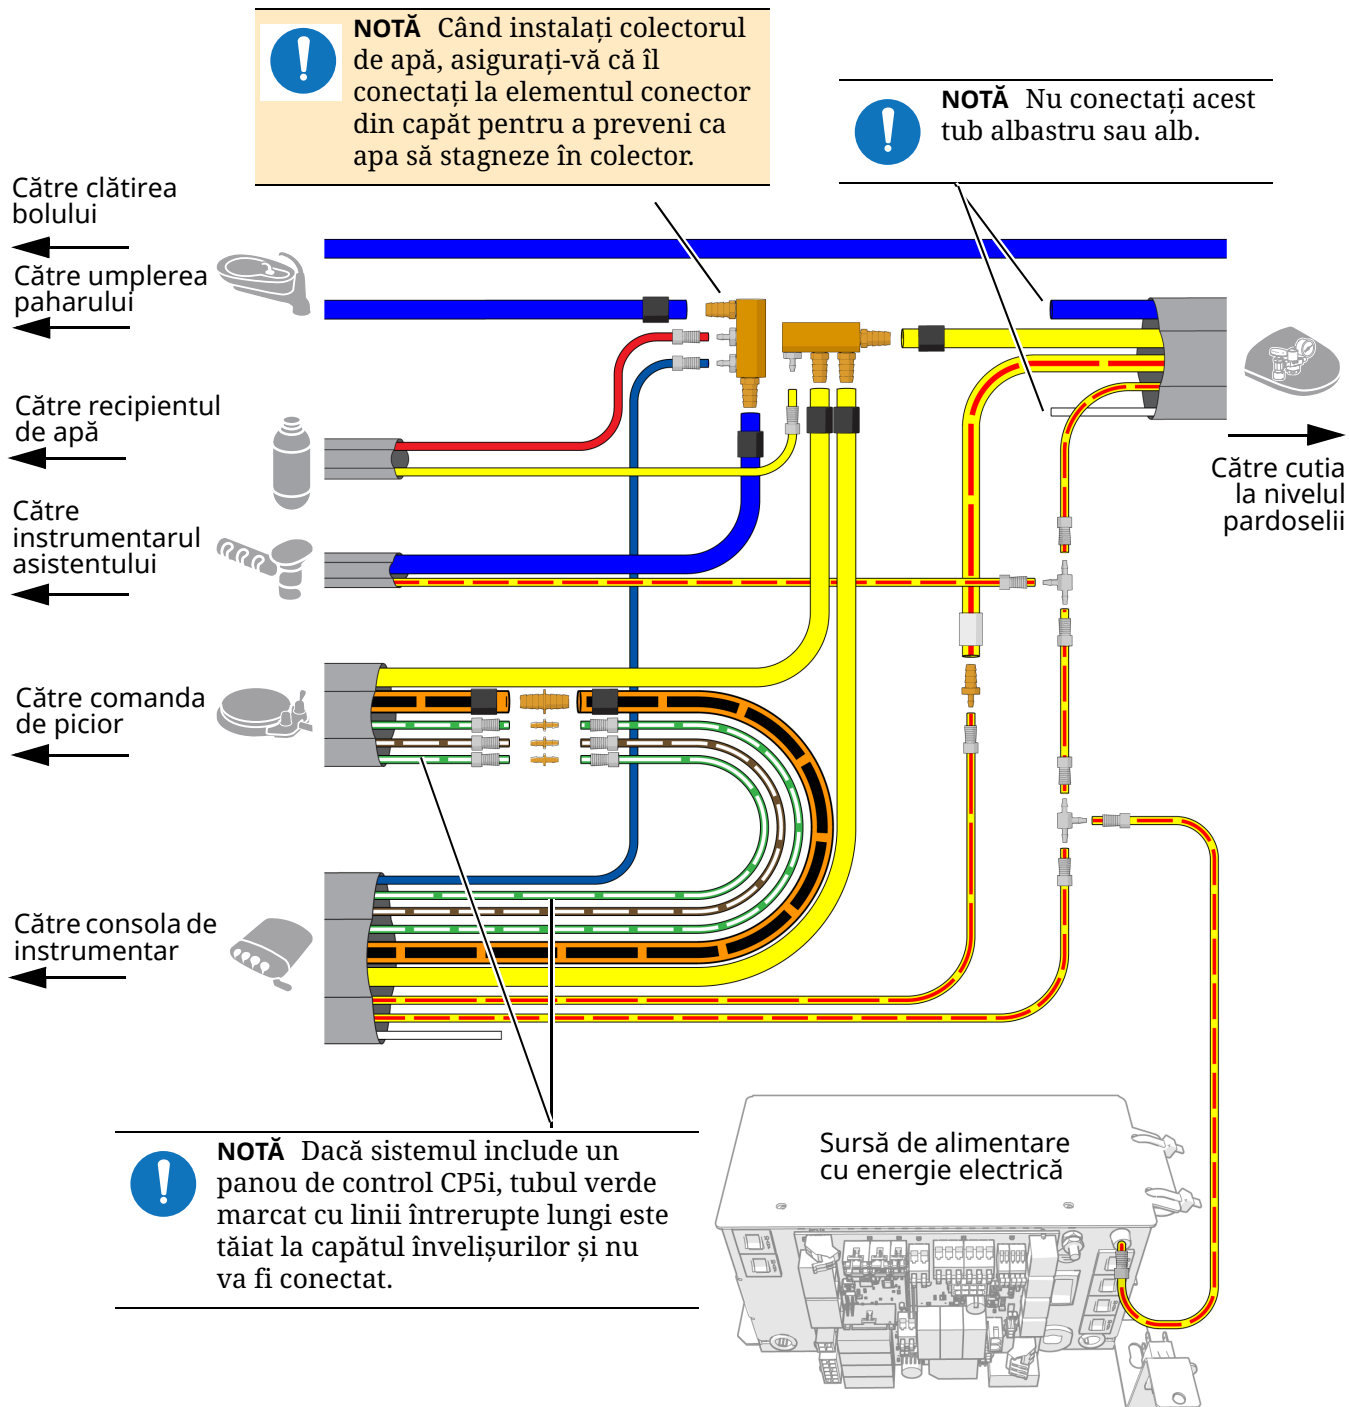 NOTĂ Când instalați colectorul
de apă, asigurați-vă că îl
conectați la elementul conector
din capăt pentru a preveni ca
apa să stagneze în colector.
NOTĂ Nu conectați acest
tub albastru sau alb.
Către clătirea
bolului
Către umplerea
paharului
Către recipientul
de apă
Către
instrumentarul
asistentului
Către cutia
la nivelul
pardoselii
Către comanda
de picior
Către consola de
instrumentar
NOTĂ Dacă sistemul include un
panou de control CP5i, tubul verde
marcat cu linii întrerupte lungi este
tăiat la capătul învelișurilor și nu
va fi conectat.
Sursă de alimentare
cu energie electrică